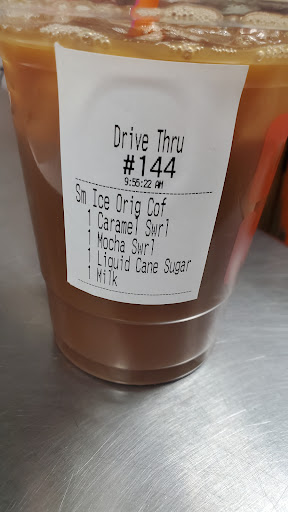 Drive Thru
#144
9:55:22 AM
Sm Ice Orig Cof
1 Caramel Swrl
1 Mocha Swrl
1 Liquid Cane Sugar
1 Milk